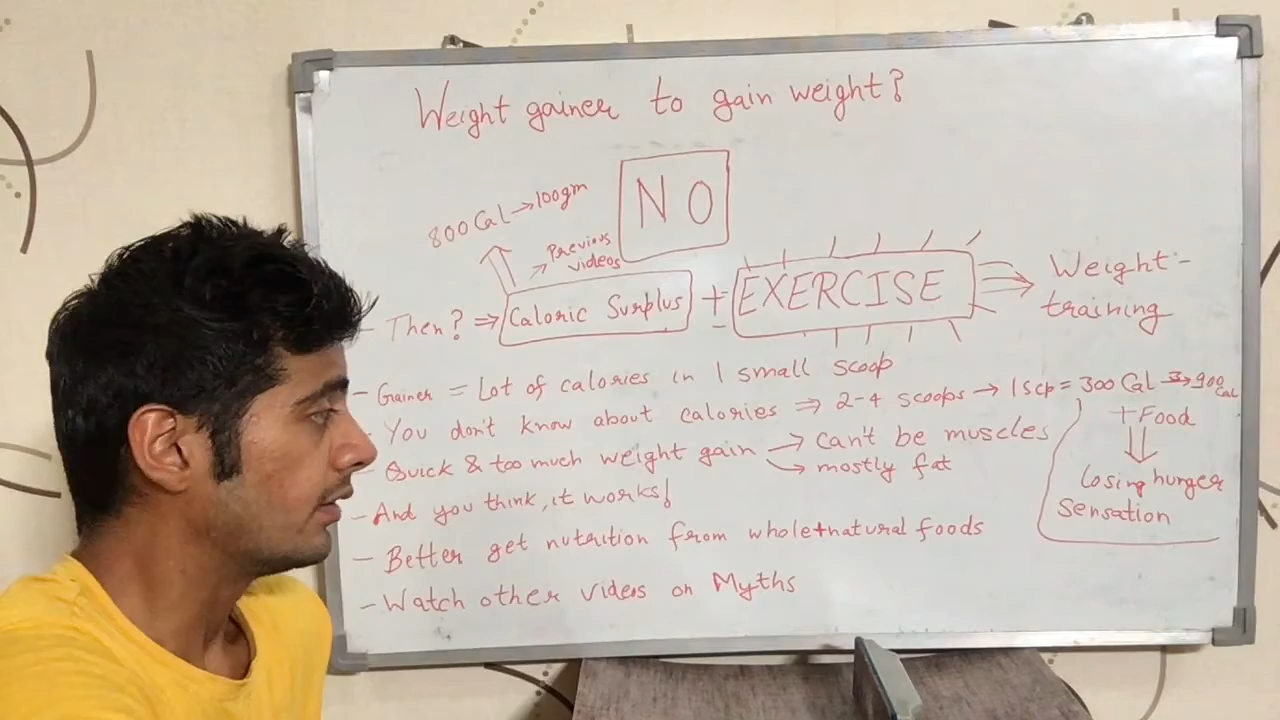 Weight gainer to gain weight?
NO
800 Cal → 100gm
→ Previous videos
- Then? ⇒ Caloric Surplus + EXERCISE ⇒ Weight-training
- Gainer = Lot of calories in 1 small scoop
- You don't know about calories ⇒ 2-4 scoops → 1 scp = 300 Cal 3→ 900 Cal
+ Food
⇓
Losing hunger
sensation
- Quick & too much weight gain → can't be muscles
→ mostly fat
- And you think, it works!
- Better get nutrition from whole+natural foods
- Watch other videos on Myths